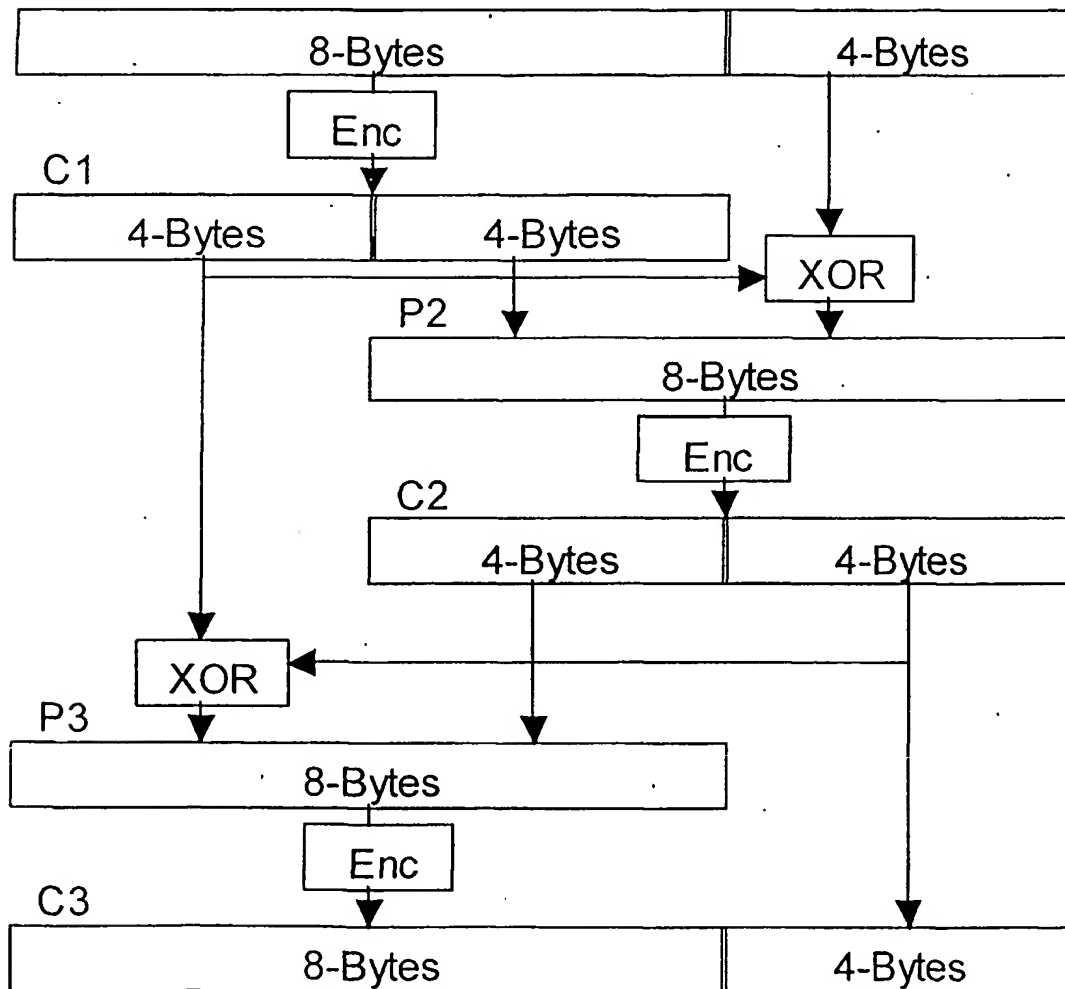 8-Bytes 4-Bytes
Enc
C1
4-Bytes 4-Bytes
XOR
P2
8-Bytes
Enc
C2
4-Bytes 4-Bytes
XOR
P3
8-Bytes
Enc
C3
8-Bytes 4-Bytes